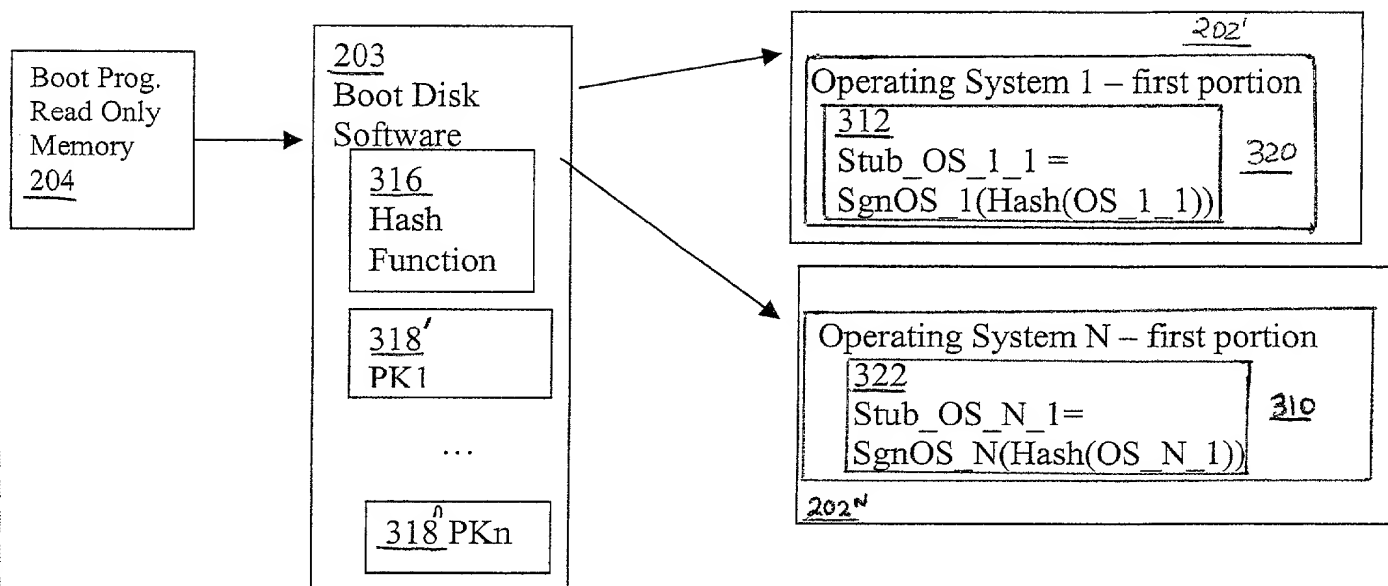 Boot Prog.
Read Only
Memory
204
203
Boot Disk
Software
316
Hash
Function
318'
PK1
...
318ⁿ PKn
202'
Operating System 1 – first portion
312
Stub_OS_1_1 =
SgnOS_1(Hash(OS_1_1))
320
Operating System N – first portion
322
Stub_OS_N_1=
SgnOS_N(Hash(OS_N_1))
310
202ᴺ